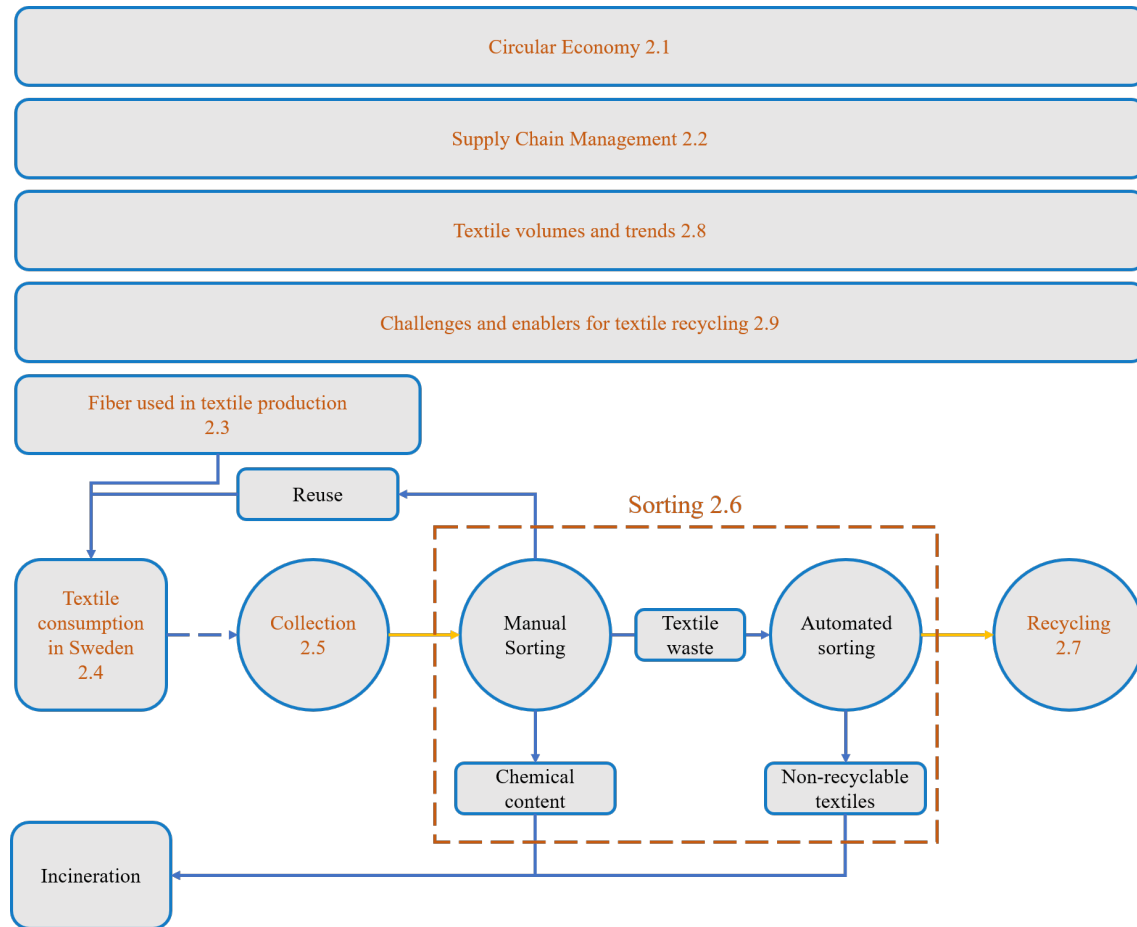 Circular Economy 2.1
Supply Chain Management 2.2
Textile volumes and trends 2.8
Challenges and enablers for textile recycling 2.9
Fiber used in textile production
2.3
Reuse
Sorting 2.6
Textile
consumption
in Sweden
2.4
Collection
2.5
Manual
Sorting
Textile
waste
Automated
sorting
Recycling
2.7
Chemical
content
Non-recyclable
textiles
Incineration